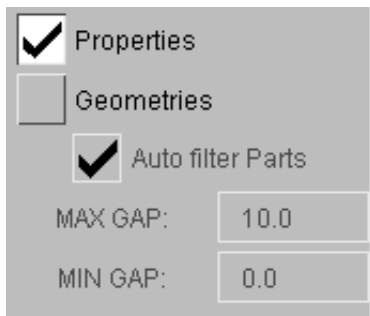 Properties
Geometries
Auto filter Parts
MAX GAP: 10.0
MIN GAP: 0.0